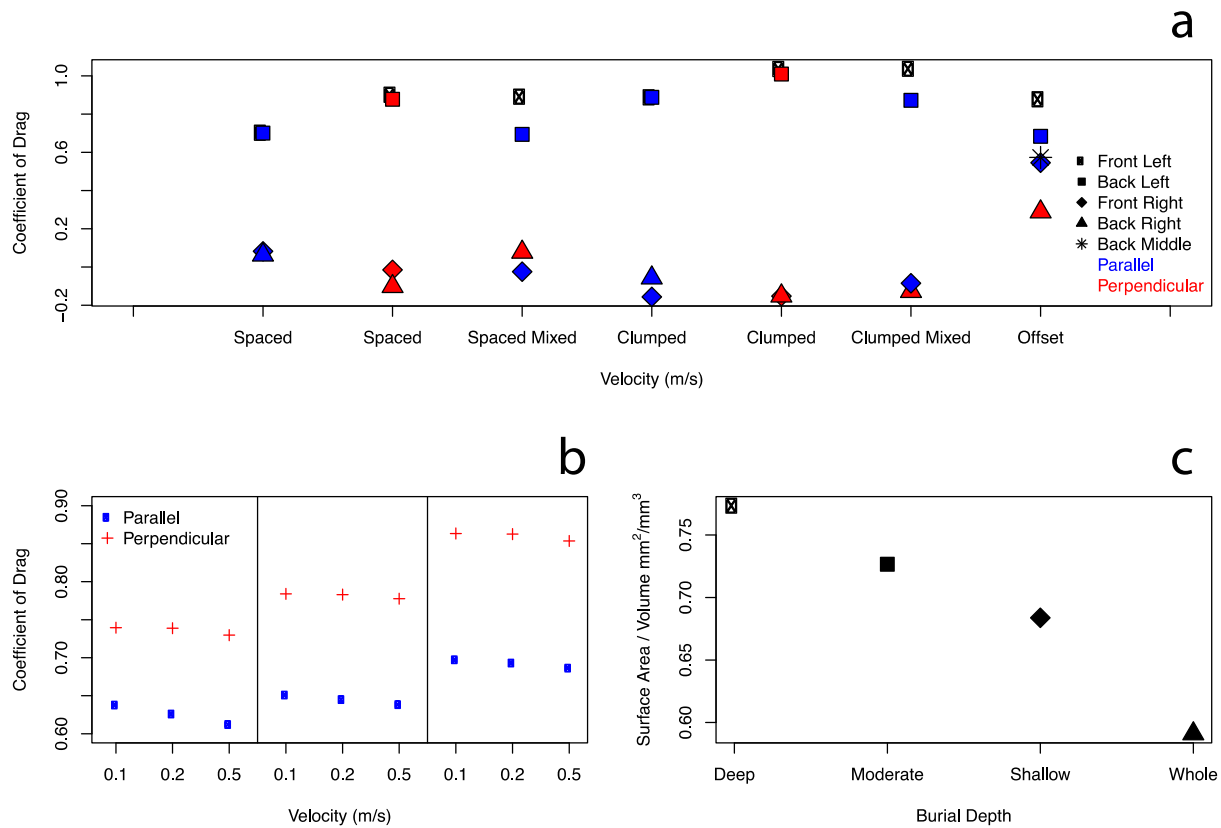 a
Coefficient of Drag
1.0
0.6
0.2
−0.2
Front Left
Back Left
Front Right
Back Right
Back Middle
Parallel
Perpendicular
Spaced Spaced Spaced Mixed Clumped Clumped Clumped Mixed Offset
Velocity (m/s)
b
Coefficient of Drag
0.90
0.80
0.70
0.60
Parallel
Perpendicular
0.1 0.2 0.5 0.1 0.2 0.5 0.1 0.2 0.5
Velocity (m/s)
c
Surface Area / Volume mm²/mm³
0.75
0.70
0.65
0.60
Deep Moderate Shallow Whole
Burial Depth